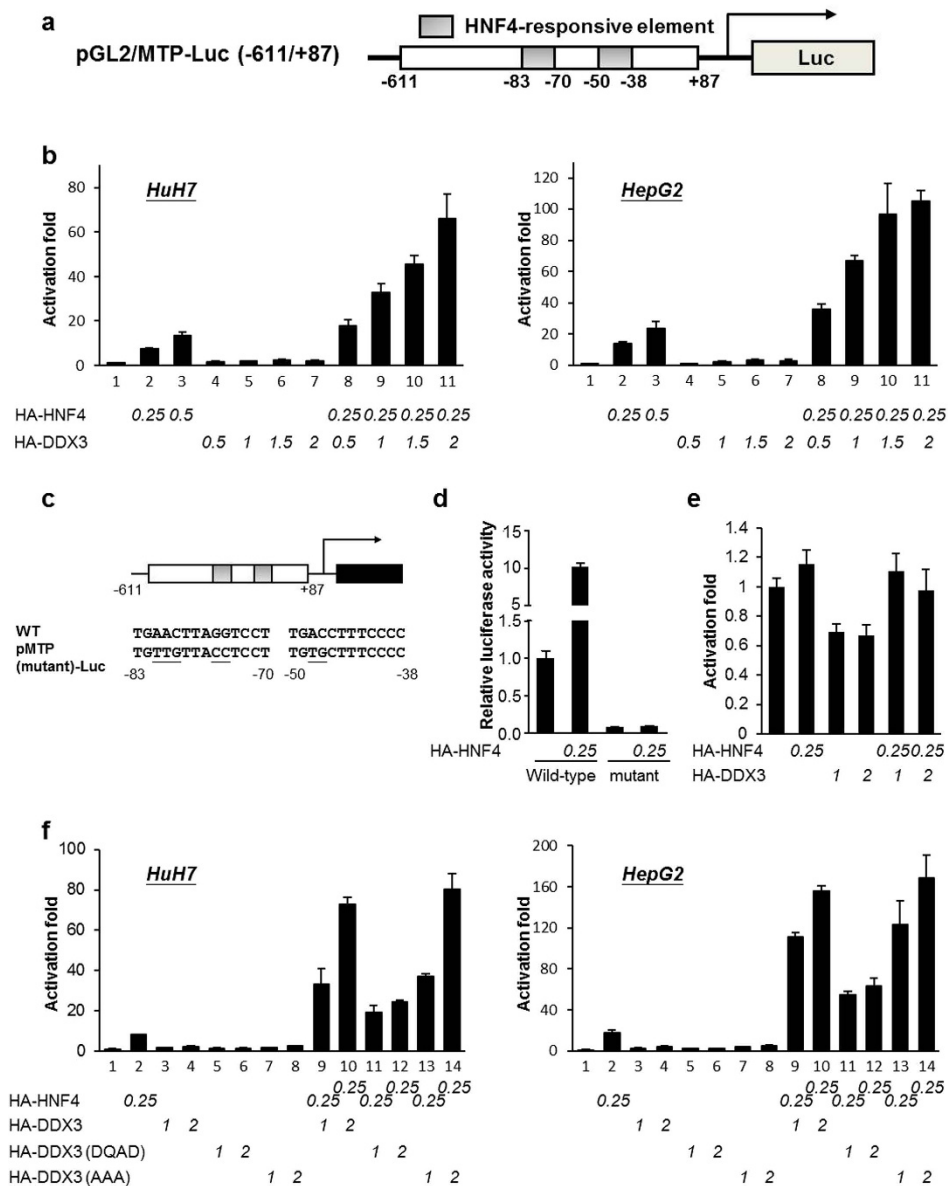 a
HNF4-responsive element
pGL2/MTP-Luc (-611/+87)
Luc
-611 -83 -70 -50 -38 +87
b
HuH7
Activation fold
80
60
40
20
0
1 2 3 4 5 6 7 8 9 10 11
HA-HNF4 0.25 0.5 0.25 0.25 0.25 0.25
HA-DDX3 0.5 1 1.5 2 0.5 1 1.5 2
HepG2
Activation fold
120
100
80
60
40
20
0
1 2 3 4 5 6 7 8 9 10 11
0.25 0.5 0.25 0.25 0.25 0.25
0.5 1 1.5 2 0.5 1 1.5 2
c
-611 +87
WT TGAACTTAGGTCCT TGACCTTTCCCC
pMTP TGTTGTTACCTCCT TGTGCTTTCCCC
(mutant)-Luc
-83 -70 -50 -38
d
Relative luciferase activity
15
10
5
1.5
1.0
0.5
0.0
HA-HNF4 0.25 0.25
Wild-type mutant
e
Activation fold
1.4
1.2
1
0.8
0.6
0.4
0.2
0
HA-HNF4 0.25 0.25 0.25
HA-DDX3 1 2 1 2
f
HuH7
Activation fold
100
80
60
40
20
0
1 2 3 4 5 6 7 8 9 10 11 12 13 14
HA-HNF4 0.25 0.25 0.25 0.25 0.25 0.25 0.25
HA-DDX3 1 2 1 2
HA-DDX3 (DQAD) 1 2 1 2
HA-DDX3 (AAA) 1 2 1 2
HepG2
Activation fold
200
160
120
80
40
0
1 2 3 4 5 6 7 8 9 10 11 12 13 14
0.25 0.25 0.25 0.25 0.25 0.25 0.25
1 2 1 2
1 2 1 2
1 2 1 2